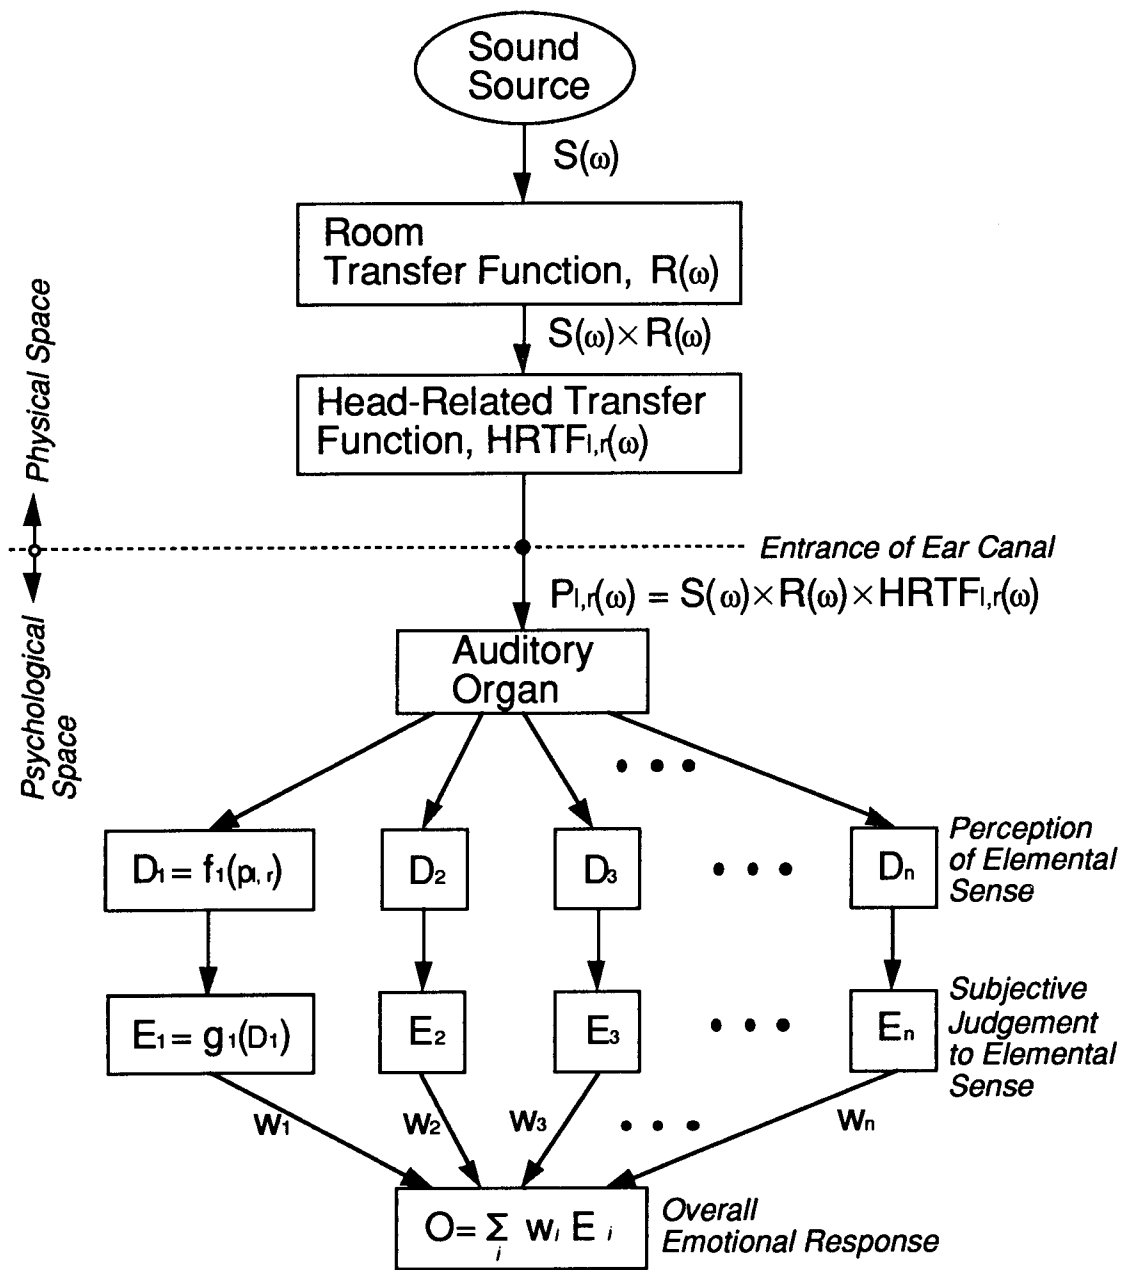 Sound
Source
S(ω)
Room
Transfer Function, R(ω)
S(ω)×R(ω)
Head-Related Transfer
Function, HRTFl,r(ω)
Physical Space
Entrance of Ear Canal
Psychological
Space
Pl,r(ω) = S(ω)×R(ω)×HRTFl,r(ω)
Auditory
Organ
• • •
D1 = f1(pl, r)
D2
D3
• • •
Dn
Perception
of Elemental
Sense
E1 = g1(D1)
E2
E3
• • •
En
Subjective
Judgement
to Elemental
Sense
w1
w2
w3
• • •
wn
O= Σi wi Ei
Overall
Emotional Response